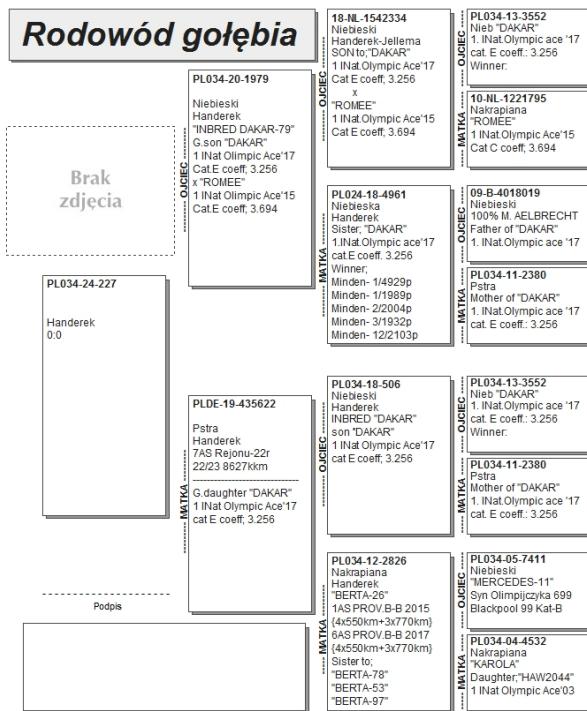 Rodowód gołębia
Brak
zdjęcia
PL034-24-227
Handerek
0:0
Podpis
OJCIEC
PL034-20-1979
Niebieski
Handerek
"INBRED DAKAR-79"
G.son "DAKAR"
1 INat Olimpic Ace'17
Cat.E coeff; 3.256
x "ROMEE"
1 INat Olimpic Ace'15
Cat.E coeff; 3.694
MATKA
PLDE-19-435622
Pstra
Handerek
7AS Rejonu-22r
22/23 8627kkm
------------------------------
G.daughter "DAKAR"
1 INat Olympic Ace'17
cat E coeff; 3.256
OJCIEC
18-NL-1542334
Niebieski
Handerek-Jellema
SON to;"DAKAR"
1 INat.Olympic Ace'17
Cat E coeff; 3.256
x
"ROMEE"
1 INat.Olympic Ace'15
Cat E coeff; 3.694
MATKA
PL024-18-4961
Niebieska
Handerek
Sister; "DAKAR"
1.INat.Olympic ace'17
cat.E coeff. 3.256
Winner;
Minden- 1/4929p
Minden- 1/1989p
Minden- 2/2004p
Minden- 3/1932p
Minden- 12/2103p
OJCIEC
PL034-18-506
Niebieski
Handerek
INBRED "DAKAR"
son "DAKAR"
1 INat Olympic Ace'17
cat E coeff; 3.256
MATKA
PL034-12-2826
Nakrapiana
Handerek
"BERTA-26"
1AS PROV.B-B 2015
{4x550km+3x770km}
6AS PROV.B-B 2017
{4x550km+3x770km}
Sister to;
"BERTA-78"
"BERTA-53"
"BERTA-97"
OJCIEC
PL034-13-3552
Nieb "DAKAR"
1. INat.Olympic ace '17
cat. E coeff.: 3.256
Winner:
MATKA
10-NL-1221795
Nakrapiana
"ROMEE"
1 INat.Olympic Ace'15
Cat C coeff; 3.694
OJCIEC
09-B-4018019
Niebieski
100% M. AELBRECHT
Father of "DAKAR"
1. INat.Olympic ace '17
MATKA
PL034-11-2380
Pstra
Mother of "DAKAR"
1. INat.Olympic ace '17
cat. E coeff.: 3.256
OJCIEC
PL034-13-3552
Nieb "DAKAR"
1. INat.Olympic ace '17
cat. E coeff.: 3.256
Winner:
MATKA
PL034-11-2380
Pstra
Mother of "DAKAR"
1. INat.Olympic ace '17
cat. E coeff.: 3.256
OJCIEC
PL034-05-7411
Niebieski
"MERCEDES-11"
Syn Olimpijczyka 699
Blackpool 99 Kat-B
MATKA
PL034-04-4532
Nakrapiana
"KAROLA"
Daughter;"HAW2044"
1 INat Olympic Ace'03